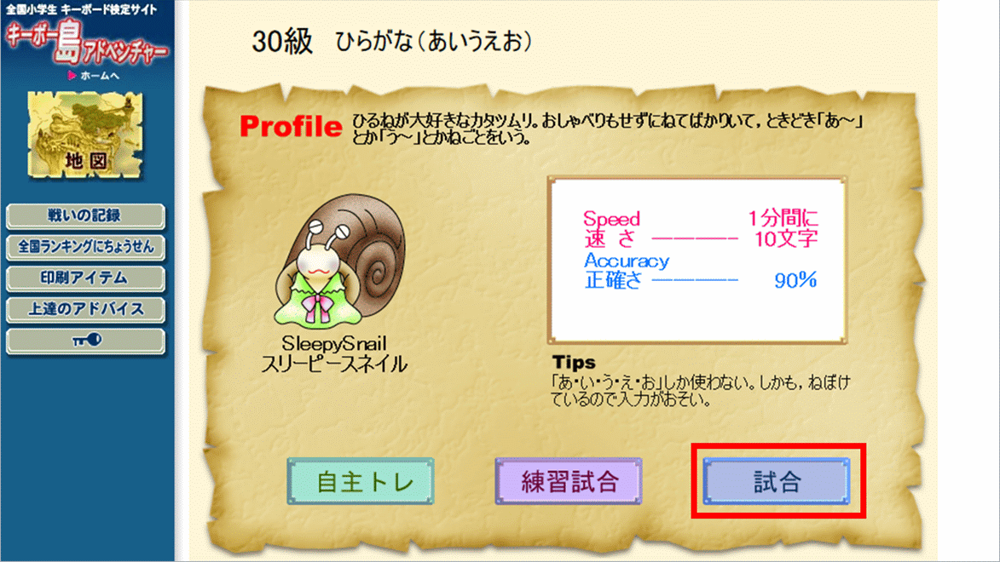 全国小学生 キーボード検定サイト
キーボー島アドベンチャー
ホームへ
地図
戦いの記録
全国ランキングにちょうせん
印刷アイテム
上達のアドバイス
30級 ひらがな(あいうえお)
Profile ひるねが大好きなカタツムリ。おしゃべりもせずにねてばかりいて，ときどき「あ～」
とか「う～」とかねごとをいう。
SleepySnail
スリーピースネイル
Speed 1分間に
速さ ――――― 10文字
Accuracy
正確さ ――――― 90%
Tips
「あ・い・う・え・お」しか使わない。しかも，ねぼけ
ているので入力がおそい。
自主トレ 練習試合 試合